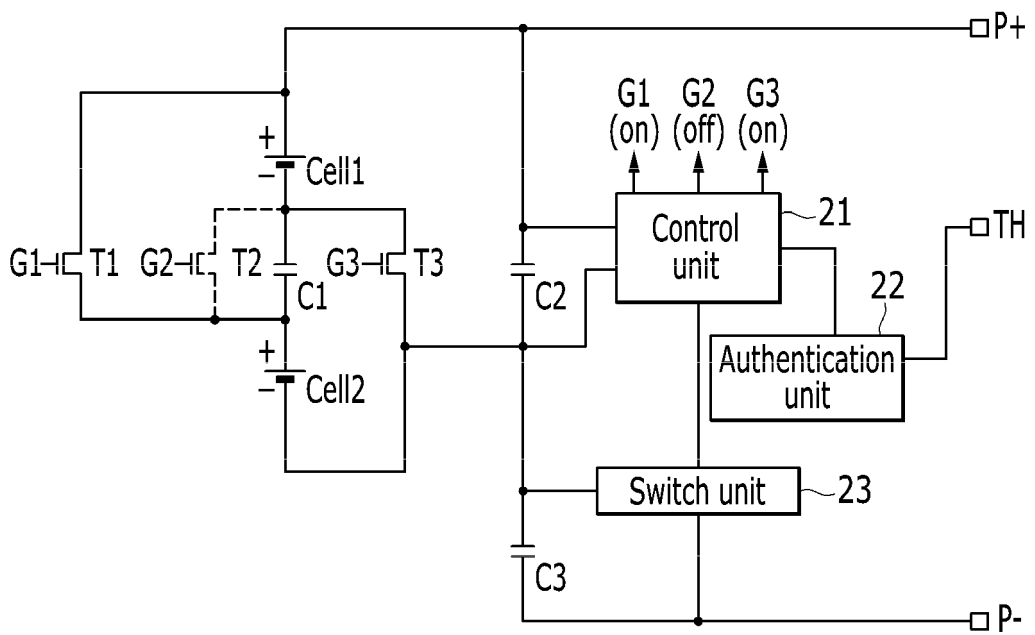 P+
G1 G2 G3
(on) (off) (on)
+
− Cell1
Control
unit
21
TH
G1 T1 G2 T2 C1 G3 T3 C2
22
Authentication
unit
+
− Cell2
Switch unit 23
C3
P-